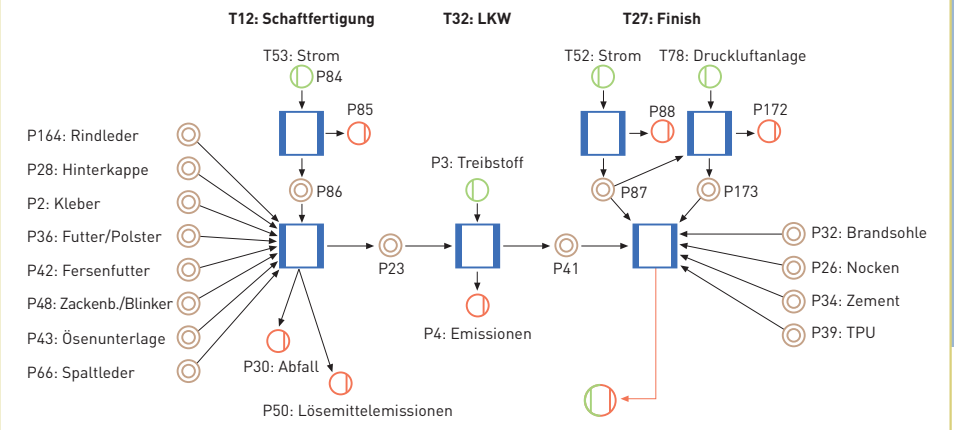 T12: Schaftfertigung
T32: LKW
T27: Finish
T53: Strom
P84
P85
P86
T52: Strom
T78: Druckluftanlage
P88
P172
P87
P173
P164: Rindleder
P28: Hinterkappe
P2: Kleber
P36: Futter/Polster
P42: Fersenfutter
P48: Zackenb./Blinker
P43: Ösenunterlage
P66: Spaltleder
P3: Treibstoff
P23
P41
P4: Emissionen
P30: Abfall
P50: Lösemittelemissionen
P32: Brandsohle
P26: Nocken
P34: Zement
P39: TPU